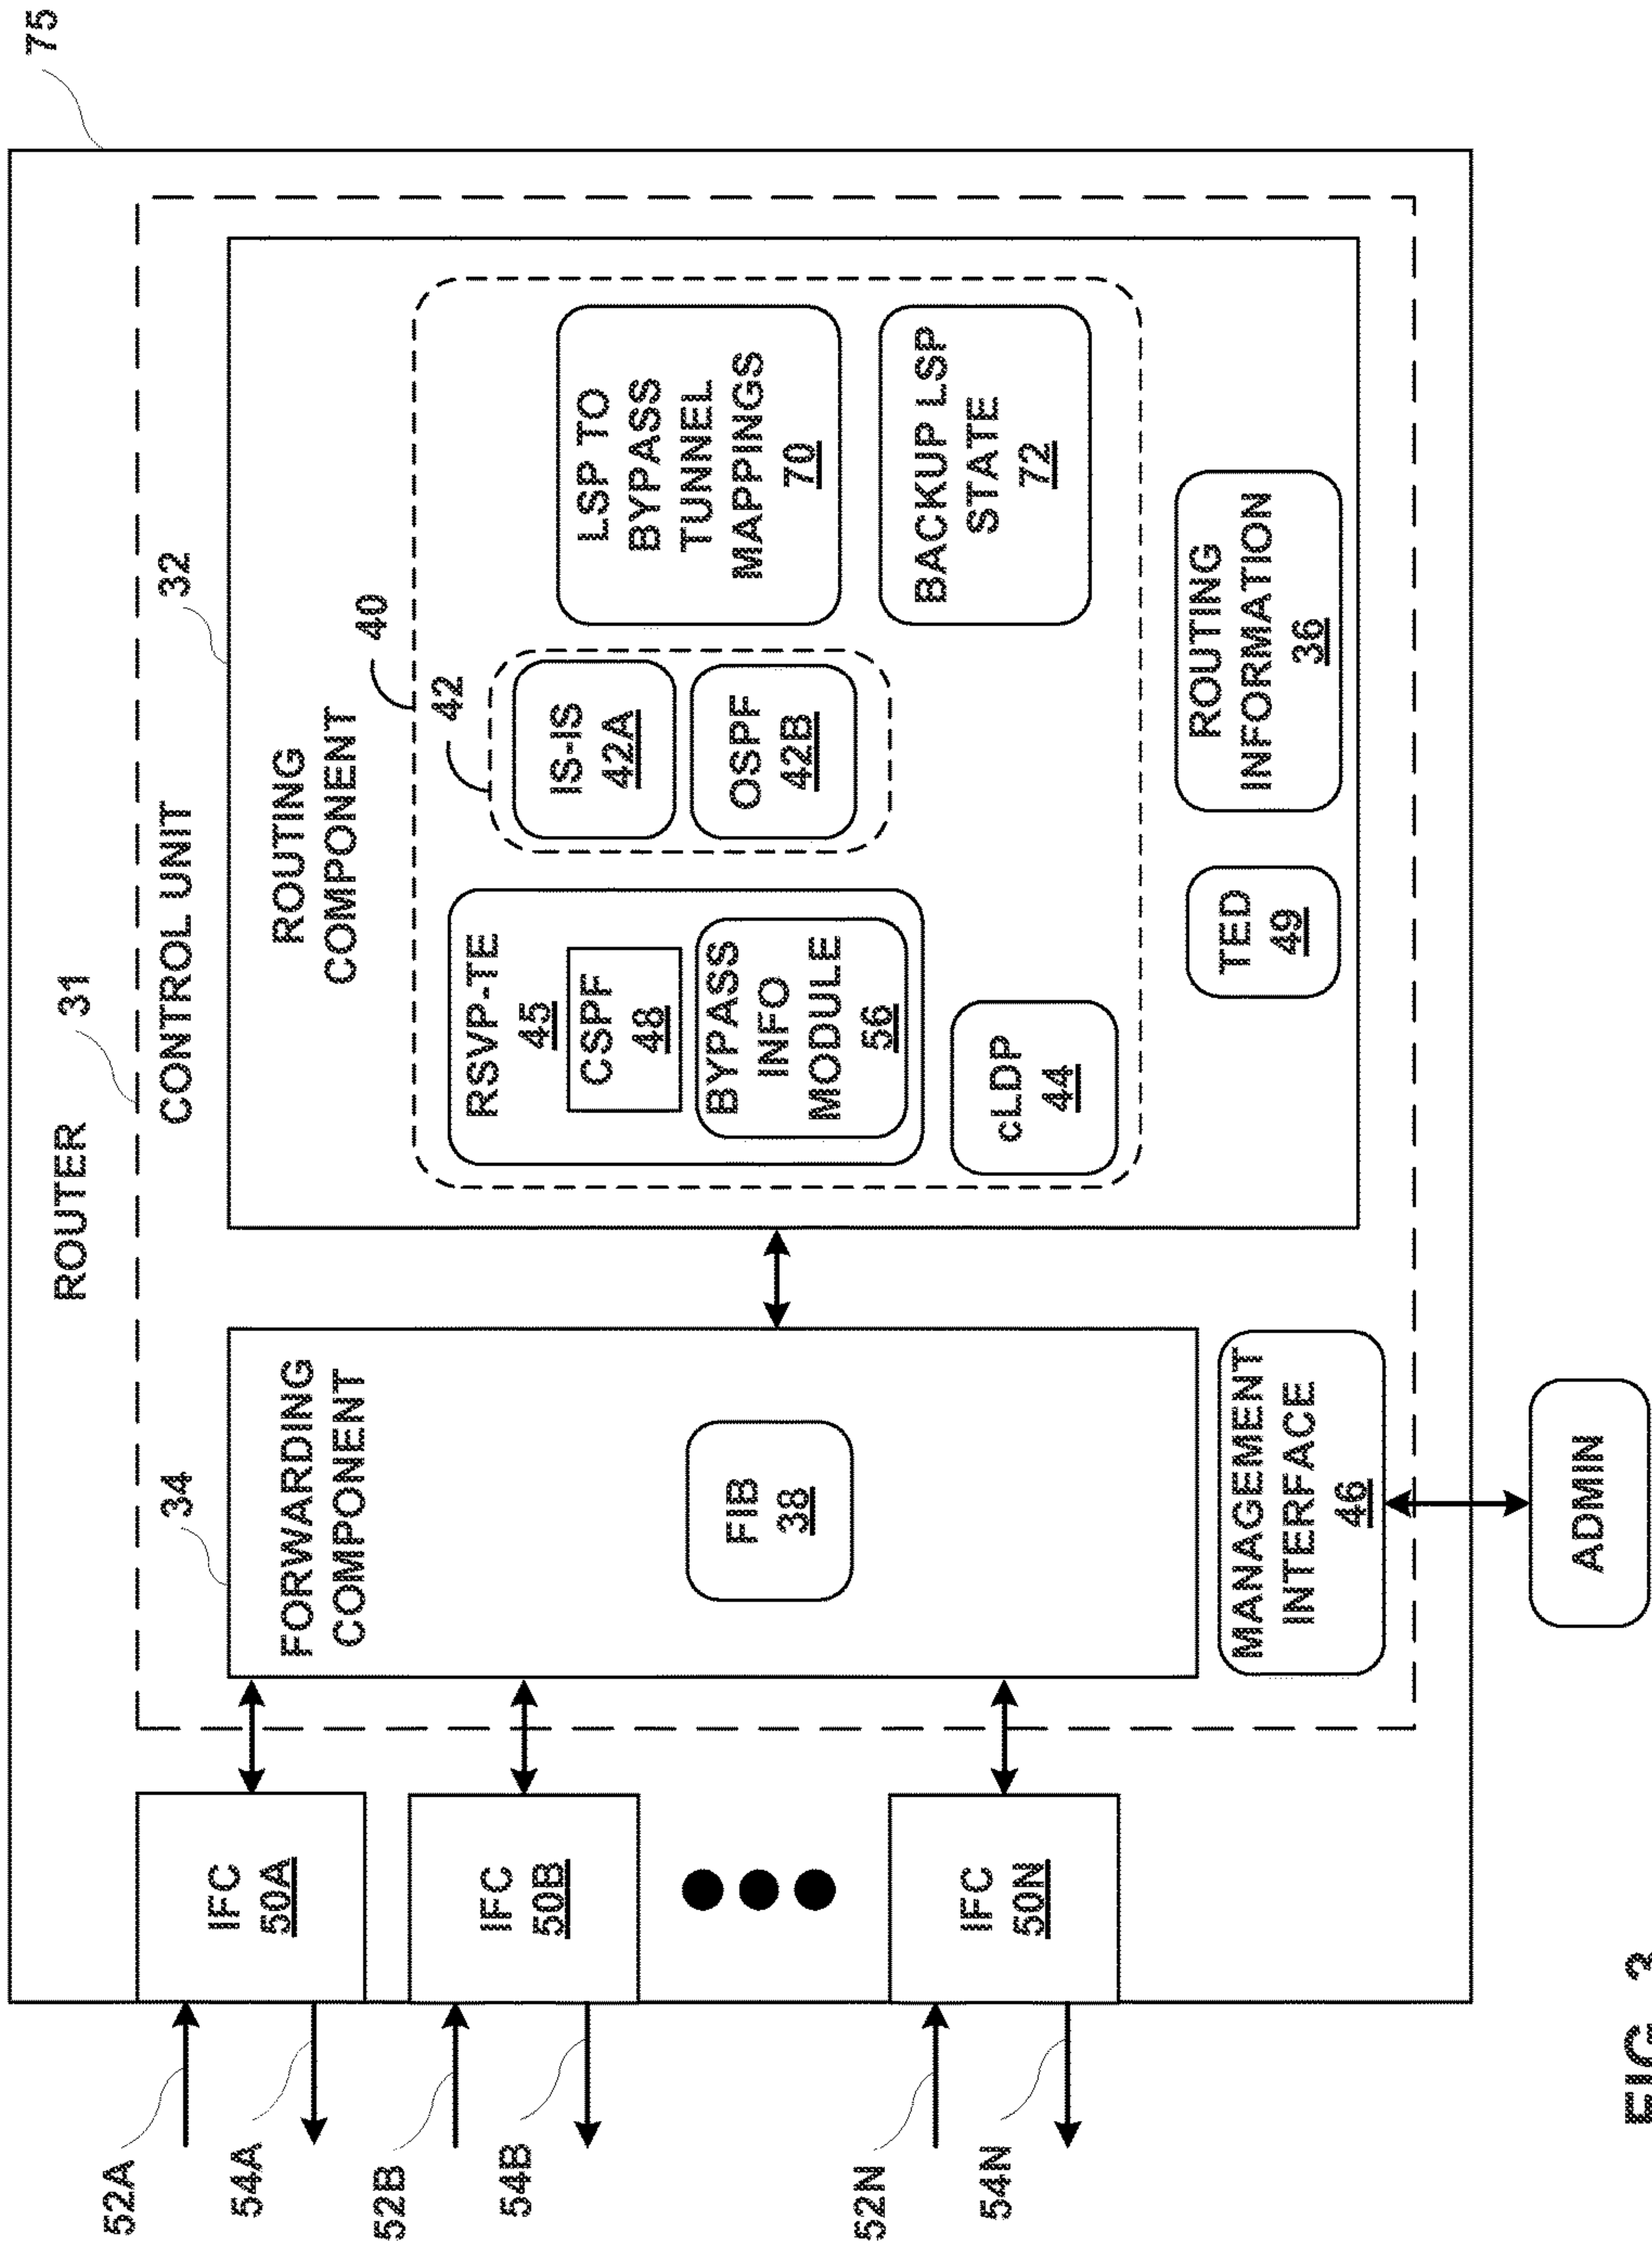 75
ROUTER
31
CONTROL UNIT
32
34
FORWARDING
COMPONENT
FIB
38
MANAGEMENT
INTERFACE
46
ADMIN
ROUTING
COMPONENT
40
42
RSVP-TE
45
CSPF
48
BYPASS
INFO
MODULE
56
cLDP
44
IS-IS
42A
OSPF
42B
LSP TO
BYPASS
TUNNEL
MAPPINGS
70
BACKUP LSP
STATE
72
TED
49
ROUTING
INFORMATION
36
IFC
50A
IFC
50B
IFC
50N
52A
54A
52B
54B
52N
54N
FIG. 3